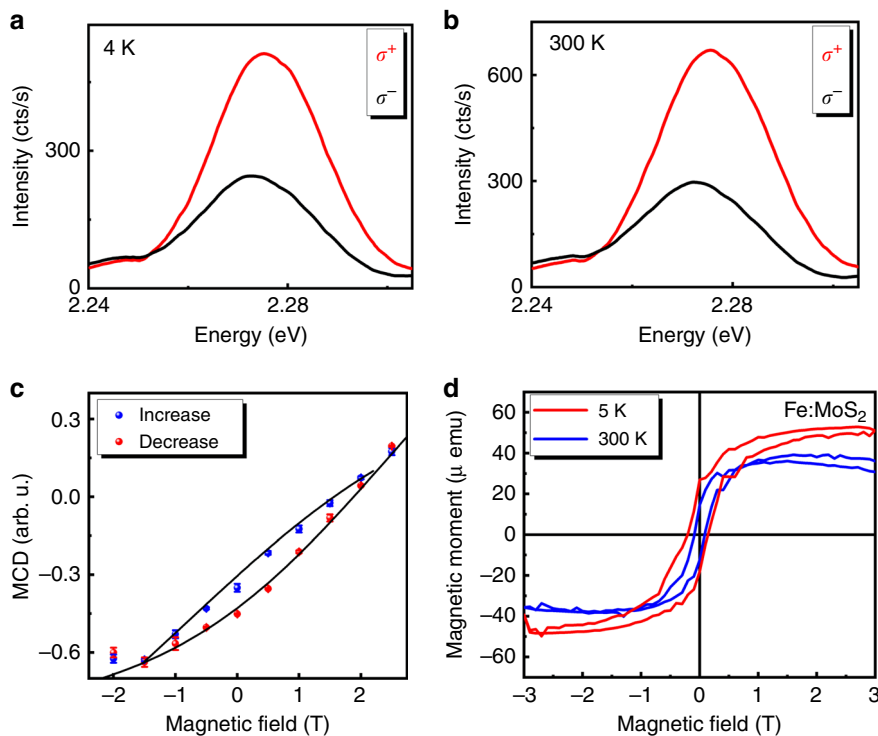 a
4 K
σ+
σ−
Intensity (cts/s)
300
0
2.24
2.28
Energy (eV)
b
300 K
σ+
σ−
Intensity (cts/s)
600
300
0
2.24
2.28
Energy (eV)
c
Increase
Decrease
MCD (arb. u.)
0.3
0.0
−0.3
−0.6
−2
−1
0
1
2
Magnetic field (T)
d
5 K
300 K
Fe:MoS2
Magnetic moment (μ emu)
60
40
20
0
−20
−40
−60
−3
−2
−1
0
1
2
3
Magnetic field (T)